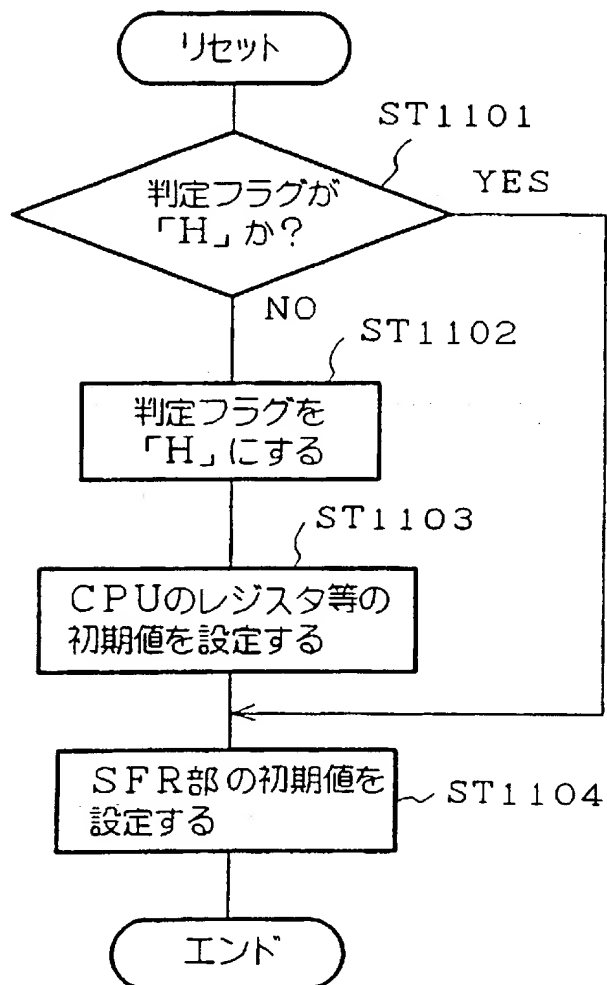 リセット
ST1101
判定フラグが
「H」か?
YES
NO
ST1102
判定フラグを
「H」にする
ST1103
CPUのレジスタ等の
初期値を設定する
SFR部の初期値を
設定する
ST1104
エンド